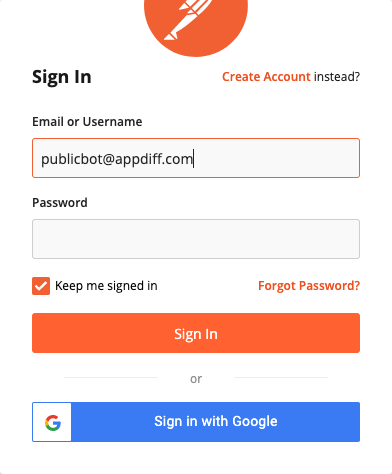 Sign In
Create Account instead?
Email or Username
publicbot@appdiff.com
Password
Keep me signed in
Forgot Password?
Sign In
or
Sign in with Google